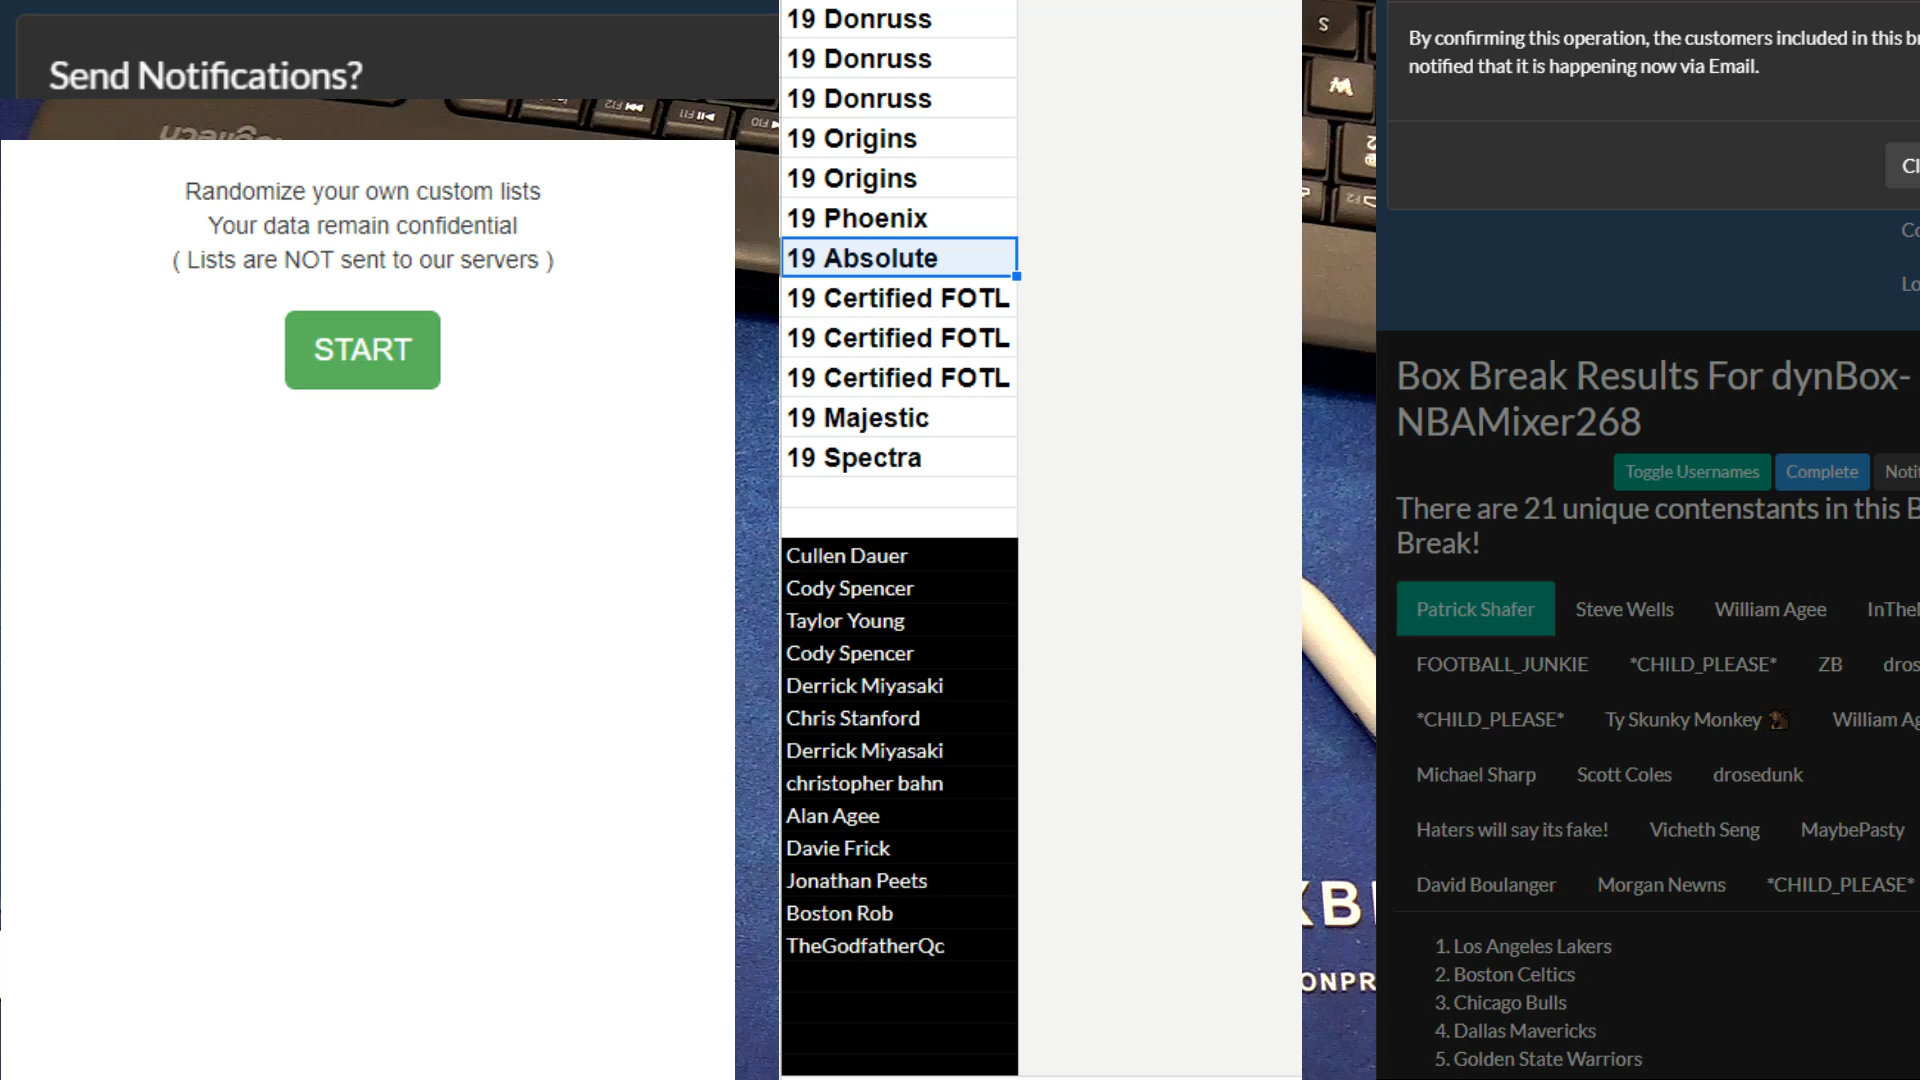 Send Notifications?
Randomize your own custom lists
Your data remain confidential
( Lists are NOT sent to our servers )
START
19 Donruss
19 Donruss
19 Donruss
19 Origins
19 Origins
19 Phoenix
19 Absolute
19 Certified FOTL
19 Certified FOTL
19 Certified FOTL
19 Majestic
19 Spectra
Cullen Dauer
Cody Spencer
Taylor Young
Cody Spencer
Derrick Miyasaki
Chris Stanford
Derrick Miyasaki
christopher bahn
Alan Agee
Davie Frick
Jonathan Peets
Boston Rob
TheGodfatherQc
By confirming this operation, the customers included in this
notified that it is happening now via Email.
Box Break Results For dynBox-
NBAMixer268
Toggle Usernames Complete
There are 21 unique contenstants in this
Break!
Patrick Shafer Steve Wells William Agee
FOOTBALL_JUNKIE *CHILD_PLEASE* ZB
*CHILD_PLEASE* Ty Skunky Monkey William
Michael Sharp Scott Coles drosedunk
Haters will say its fake! Vicheth Seng MaybePasty
David Boulanger Morgan Newns *CHILD_PLEASE*
1. Los Angeles Lakers
2. Boston Celtics
3. Chicago Bulls
4. Dallas Mavericks
5. Golden State Warriors